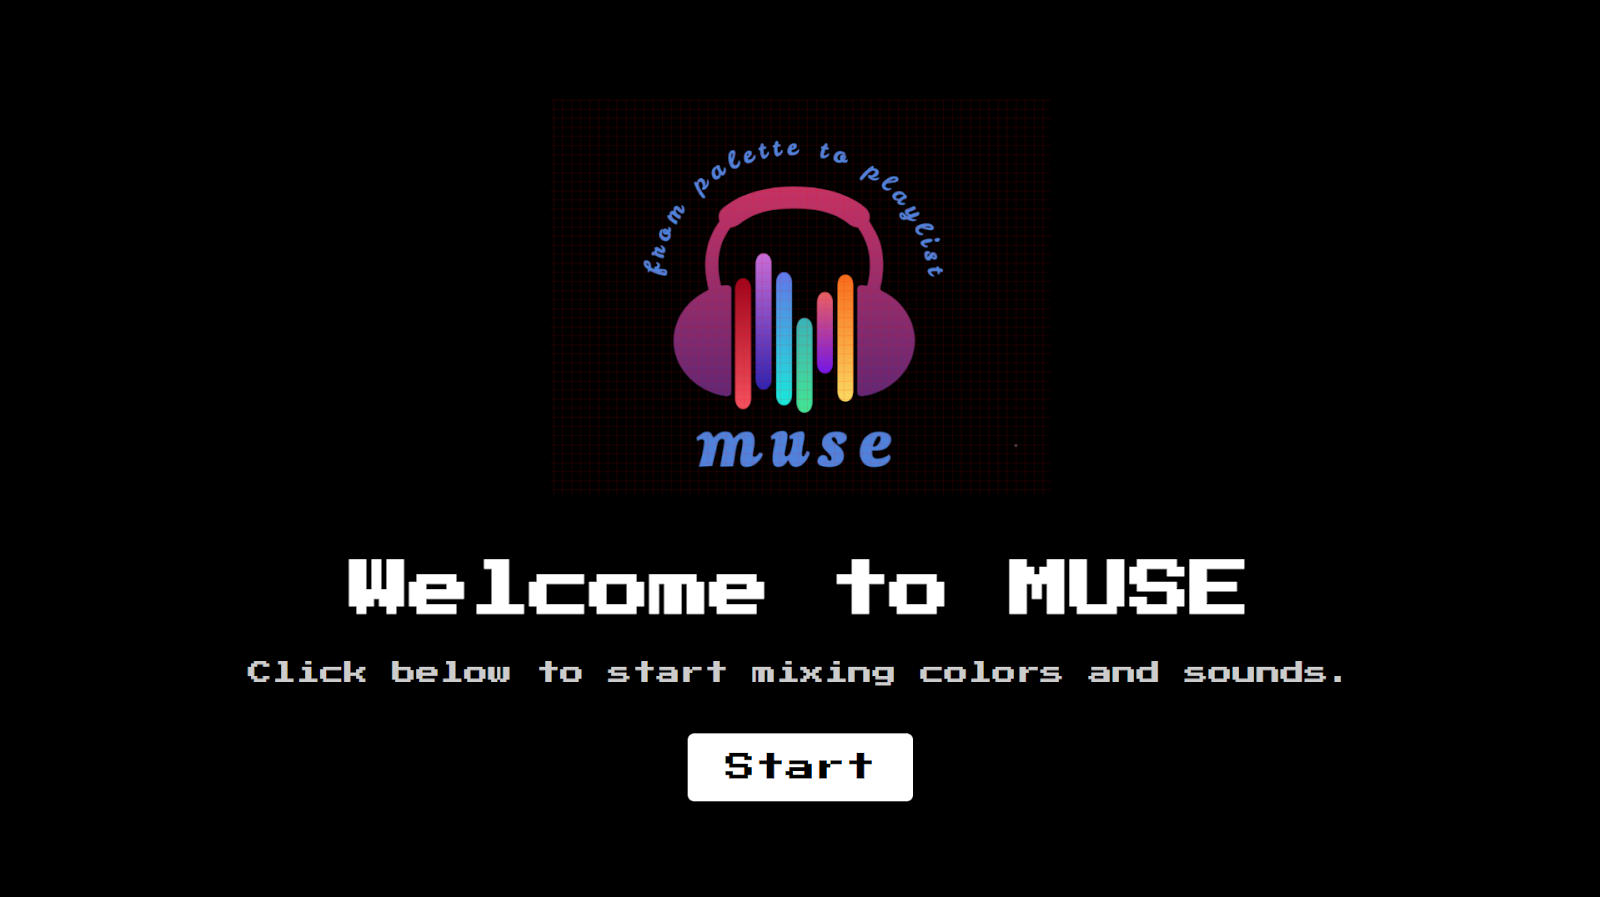 from palette to playlist
muse
Welcome to MUSE
Click below to start mixing colors and sounds.
Start